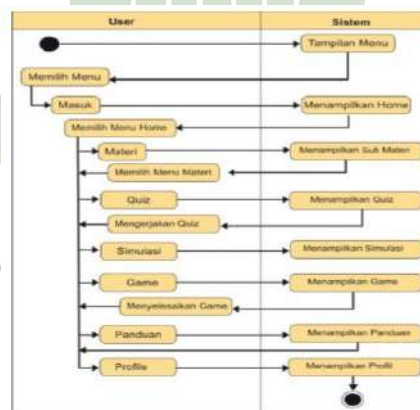 User Sistem
Tampilan Menu
Memilih Menu
Masuk Menampilkan Home
Memilih Menu Home
Materi Menampilkan Sub Materi
Memilih Menu Materi
Quiz Menampilkan Quiz
Mengerjakan Quiz
Simulasi Menampilkan Simulasi
Game Menampilkan Game
Menyelesaikan Game
Panduan Menampilkan Panduan
Profile Menampilkan Profil